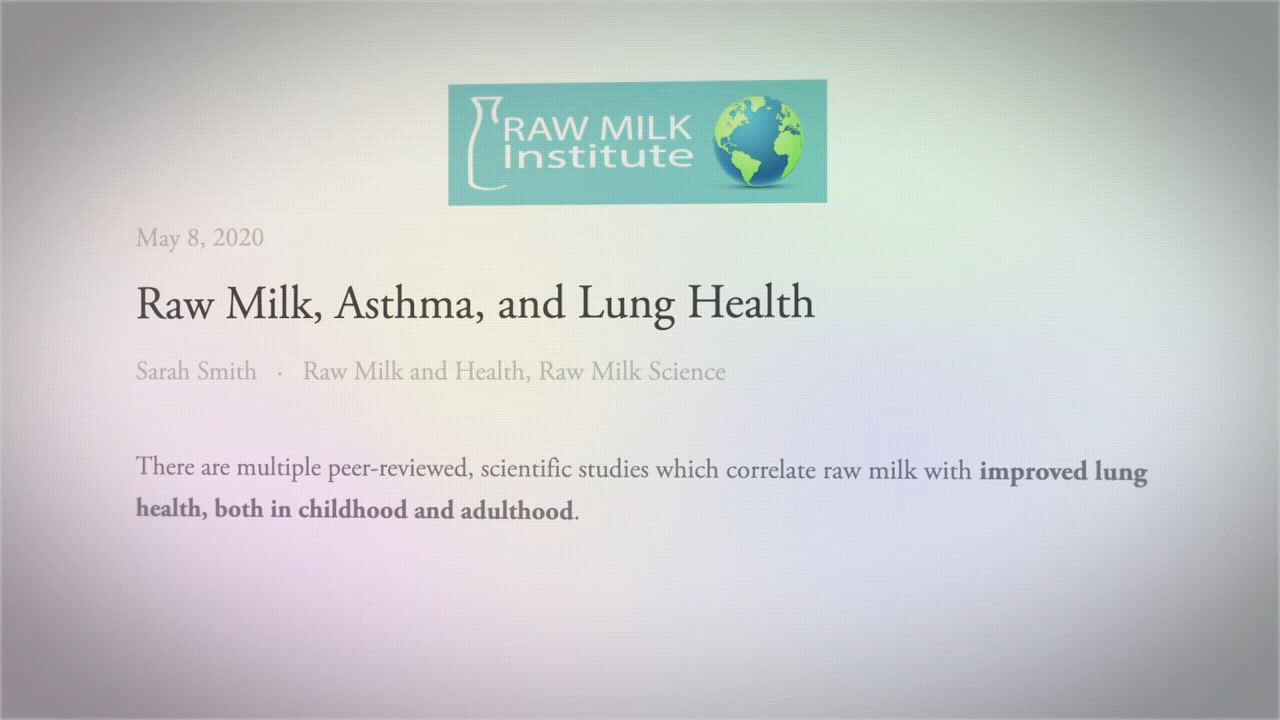 RAW MILK
Institute
May 8, 2020
Raw Milk, Asthma, and Lung Health
Sarah Smith · Raw Milk and Health, Raw Milk Science
There are multiple peer-reviewed, scientific studies which correlate raw milk with improved lung
health, both in childhood and adulthood.